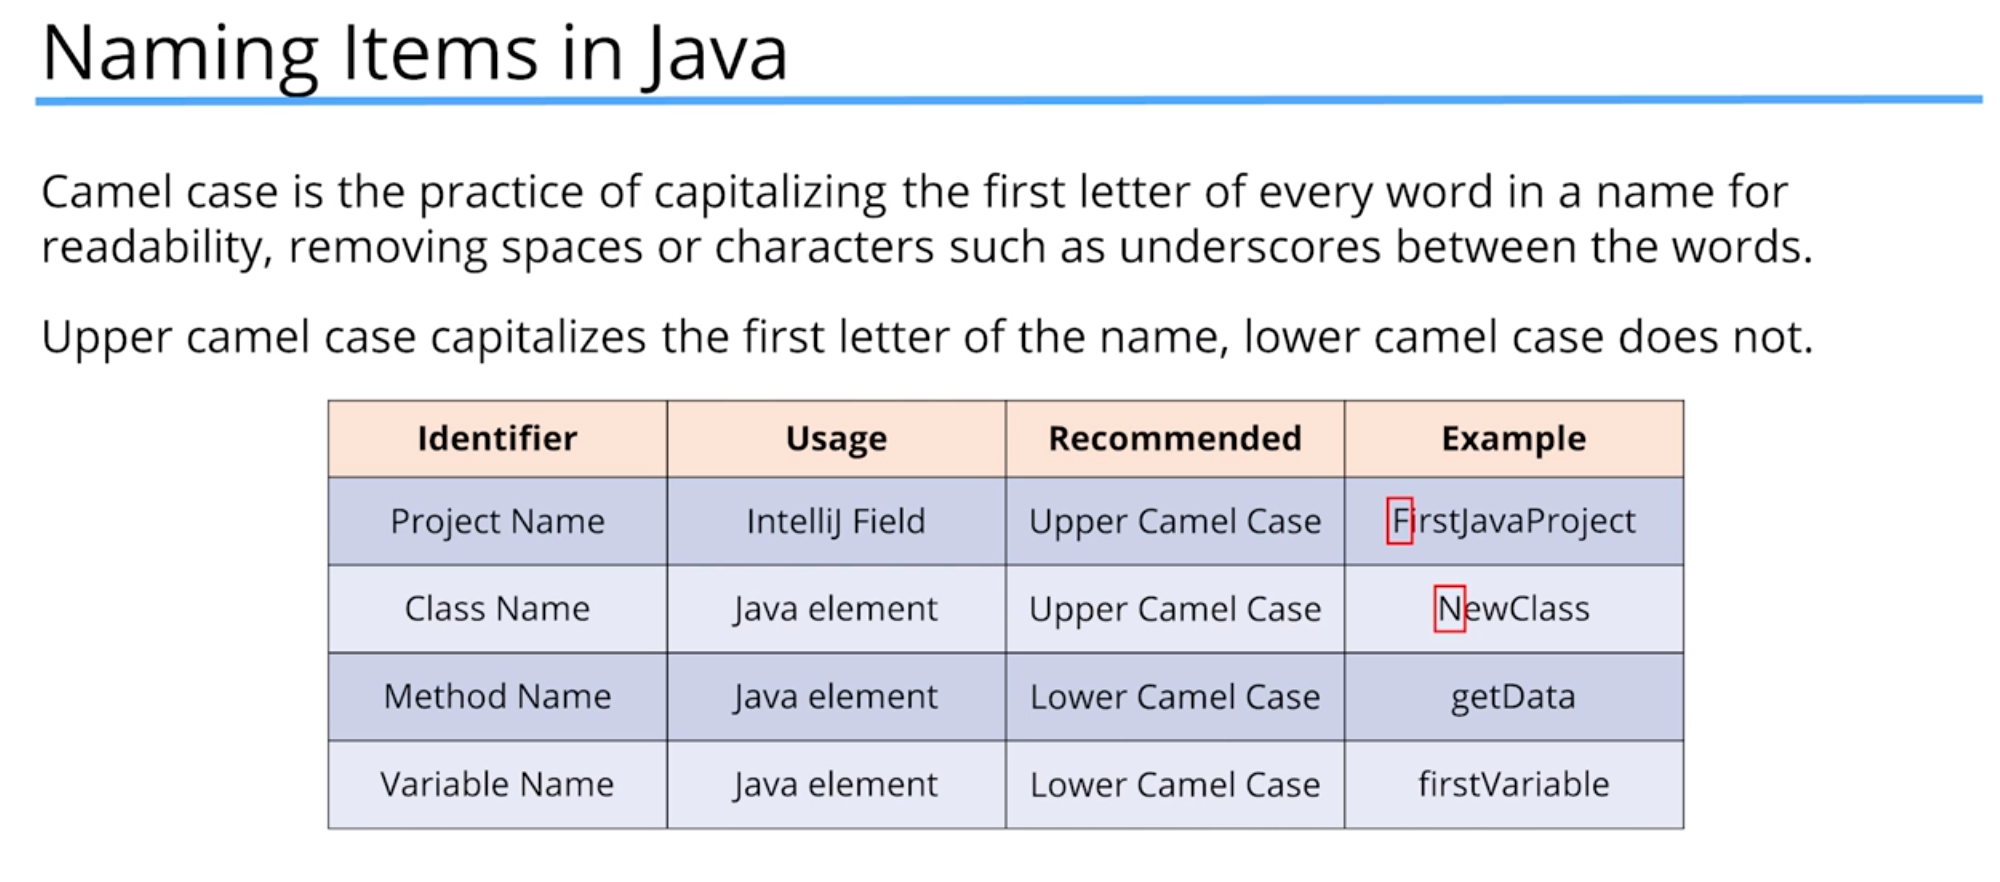 Naming Items in Java
Camel case is the practice of capitalizing the first letter of every word in a name for
readability, removing spaces or characters such as underscores between the words.
Upper camel case capitalizes the first letter of the name, lower camel case does not.
Identifier Usage Recommended Example
Project Name IntelliJ Field Upper Camel Case FirstJavaProject
Class Name Java element Upper Camel Case NewClass
Method Name Java element Lower Camel Case getData
Variable Name Java element Lower Camel Case firstVariable